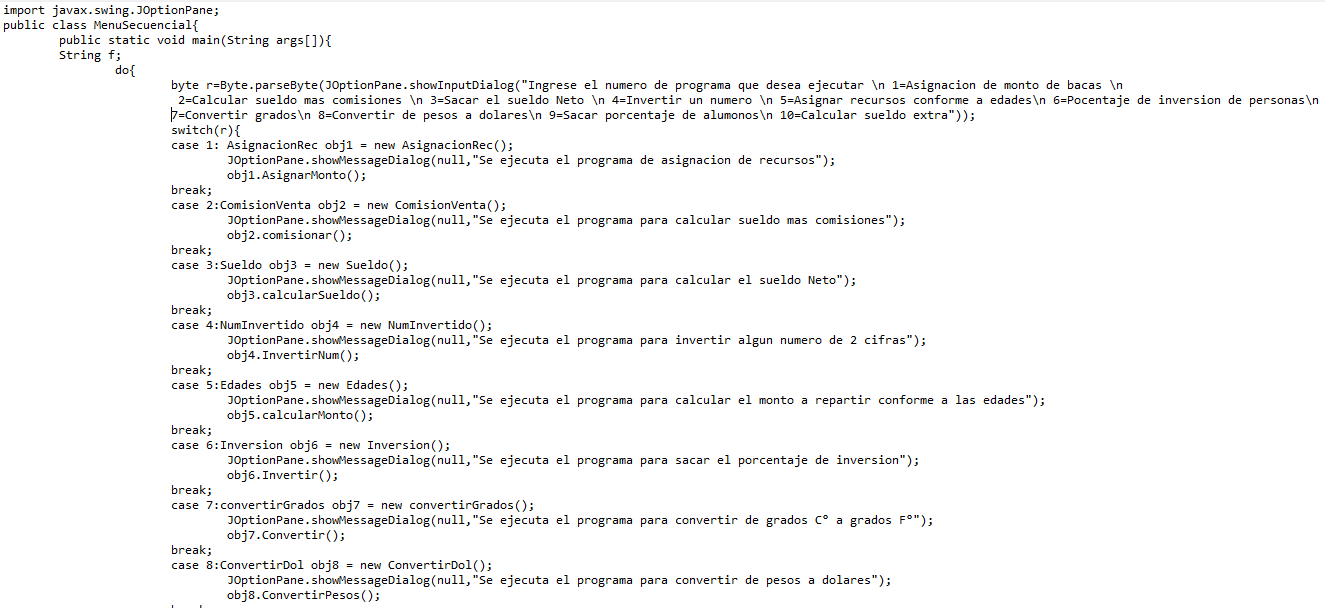 import javax.swing.JOptionPane;
public class MenuSecuencial{
public static void main(String args[]){
String f;
do{
byte r=Byte.parseByte(JOptionPane.showInputDialog("Ingrese el numero de programa que desea ejecutar \n 1=Asignacion de monto de bacas \n
2=Calcular sueldo mas comisiones \n 3=Sacar el sueldo Neto \n 4=Invertir un numero \n 5=Asignar recursos conforme a edades\n 6=Pocentaje de inversion de personas\n
7=Convertir grados\n 8=Convertir de pesos a dolares\n 9=Sacar porcentaje de alumonos\n 10=Calcular sueldo extra"));
switch(r){
case 1: AsignacionRec obj1 = new AsignacionRec();
JOptionPane.showMessageDialog(null,"Se ejecuta el programa de asignacion de recursos");
obj1.AsignarMonto();
break;
case 2:ComisionVenta obj2 = new ComisionVenta();
JOptionPane.showMessageDialog(null,"Se ejecuta el programa para calcular sueldo mas comisiones");
obj2.comisionar();
break;
case 3:Sueldo obj3 = new Sueldo();
JOptionPane.showMessageDialog(null,"Se ejecuta el programa para calcular el sueldo Neto");
obj3.calcularSueldo();
break;
case 4:NumInvertido obj4 = new NumInvertido();
JOptionPane.showMessageDialog(null,"Se ejecuta el programa para invertir algun numero de 2 cifras");
obj4.InvertirNum();
break;
case 5:Edades obj5 = new Edades();
JOptionPane.showMessageDialog(null,"Se ejecuta el programa para calcular el monto a repartir conforme a las edades");
obj5.calcularMonto();
break;
case 6:Inversion obj6 = new Inversion();
JOptionPane.showMessageDialog(null,"Se ejecuta el programa para sacar el porcentaje de inversion");
obj6.Invertir();
break;
case 7:convertirGrados obj7 = new convertirGrados();
JOptionPane.showMessageDialog(null,"Se ejecuta el programa para convertir de grados C° a grados F°");
obj7.Convertir();
break;
case 8:ConvertirDol obj8 = new ConvertirDol();
JOptionPane.showMessageDialog(null,"Se ejecuta el programa para convertir de pesos a dolares");
obj8.ConvertirPesos();